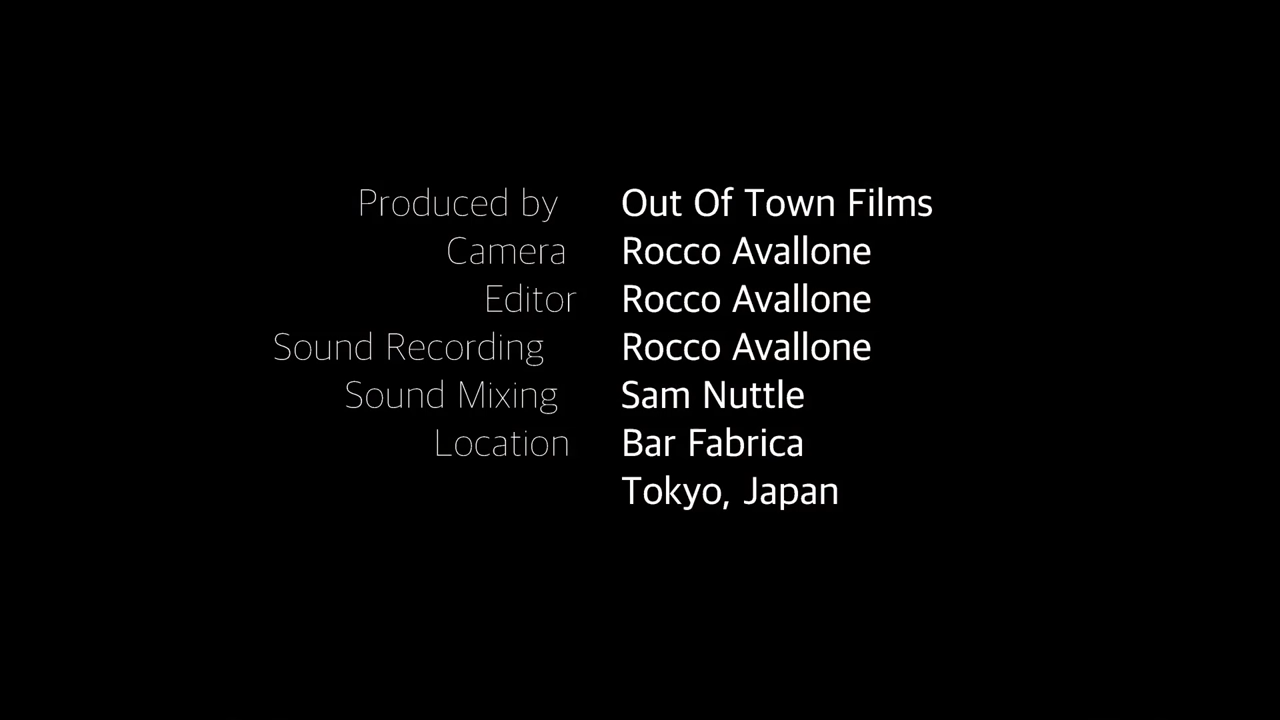 Produced by Out Of Town Films
Camera Rocco Avallone
Editor Rocco Avallone
Sound Recording Rocco Avallone
Sound Mixing Sam Nuttle
Location Bar Fabrica
Tokyo, Japan